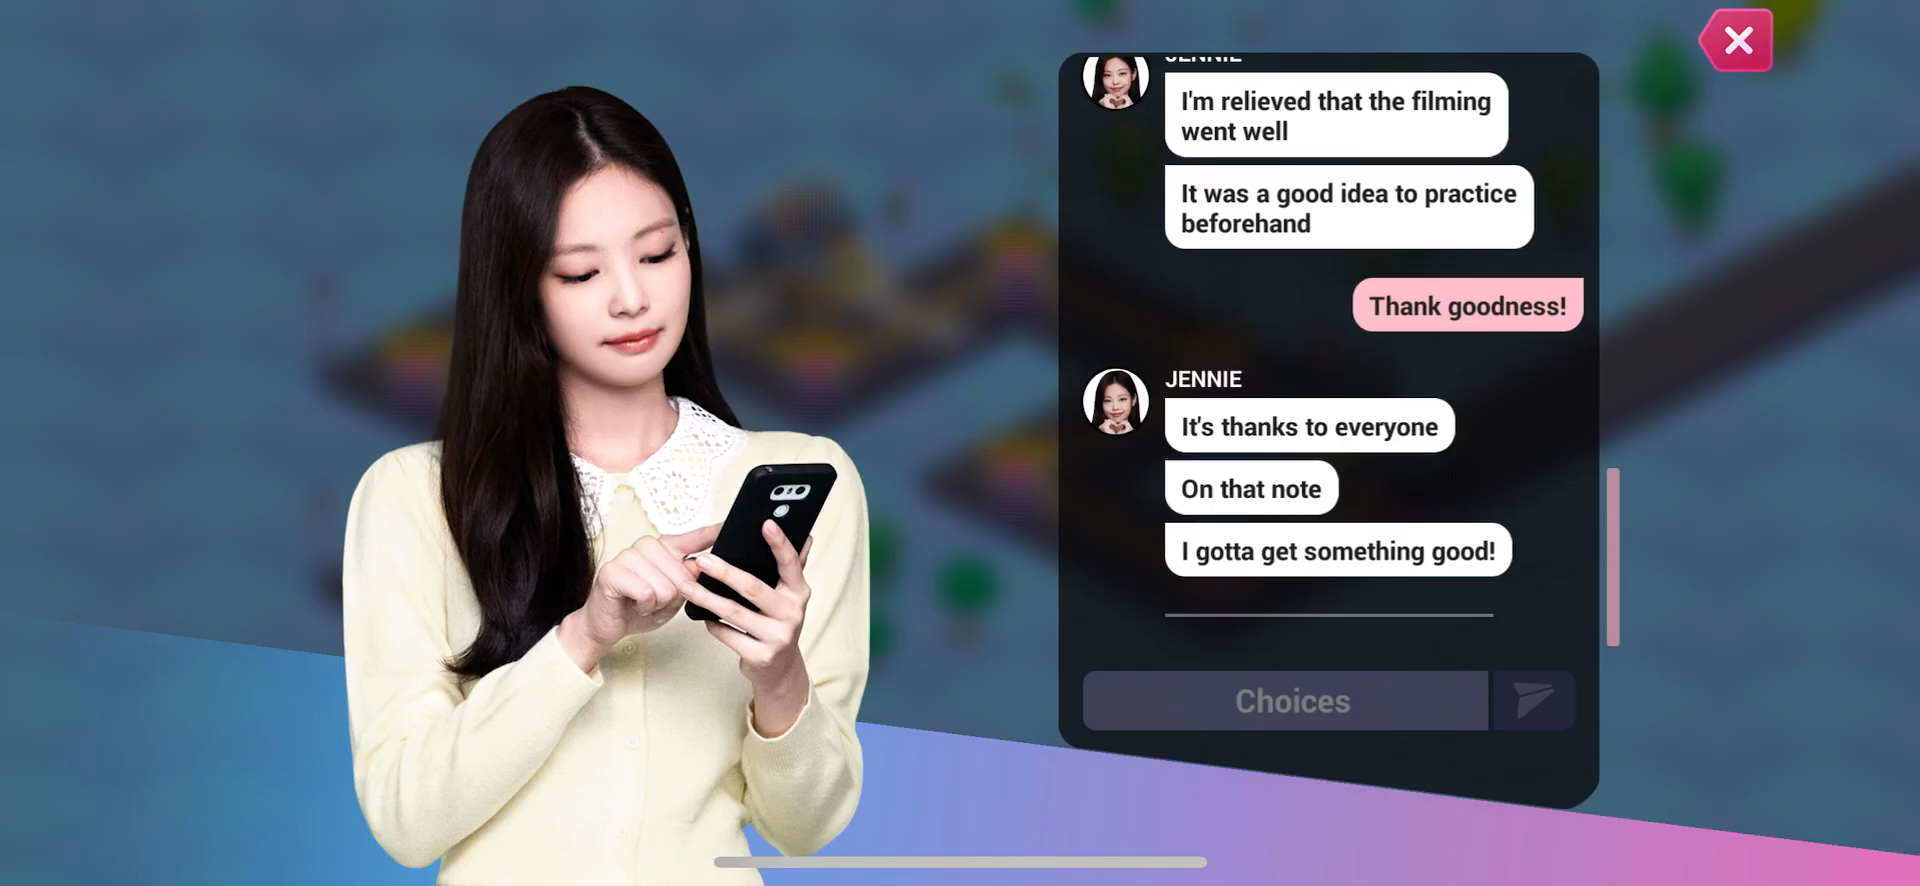 JENNIE
I'm relieved that the filming
went well
It was a good idea to practice
beforehand
Thank goodness!
JENNIE
It's thanks to everyone
On that note
I gotta get something good!
Choices